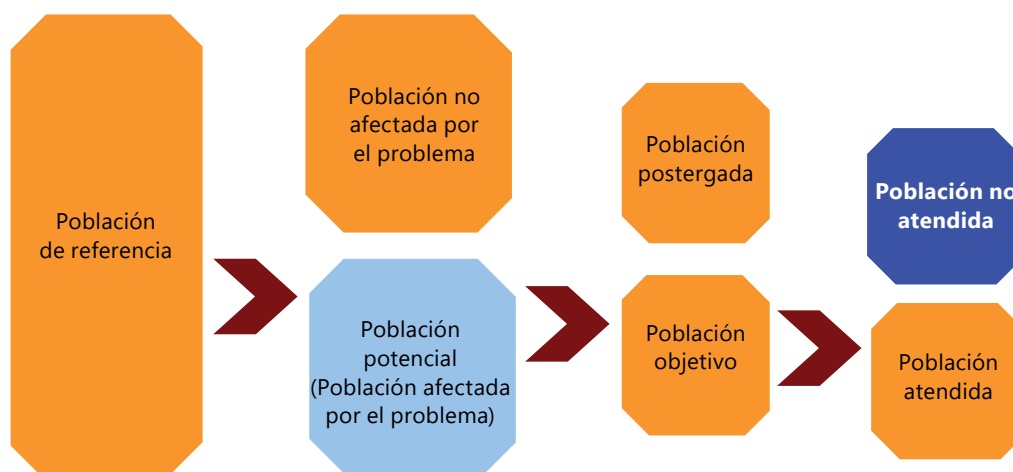 Población
de referencia
Población no
afectada por
el problema
Población
potencial
(Población afectada
por el problema)
Población
postergada
Población
objetivo
Población no
atendida
Población
atendida